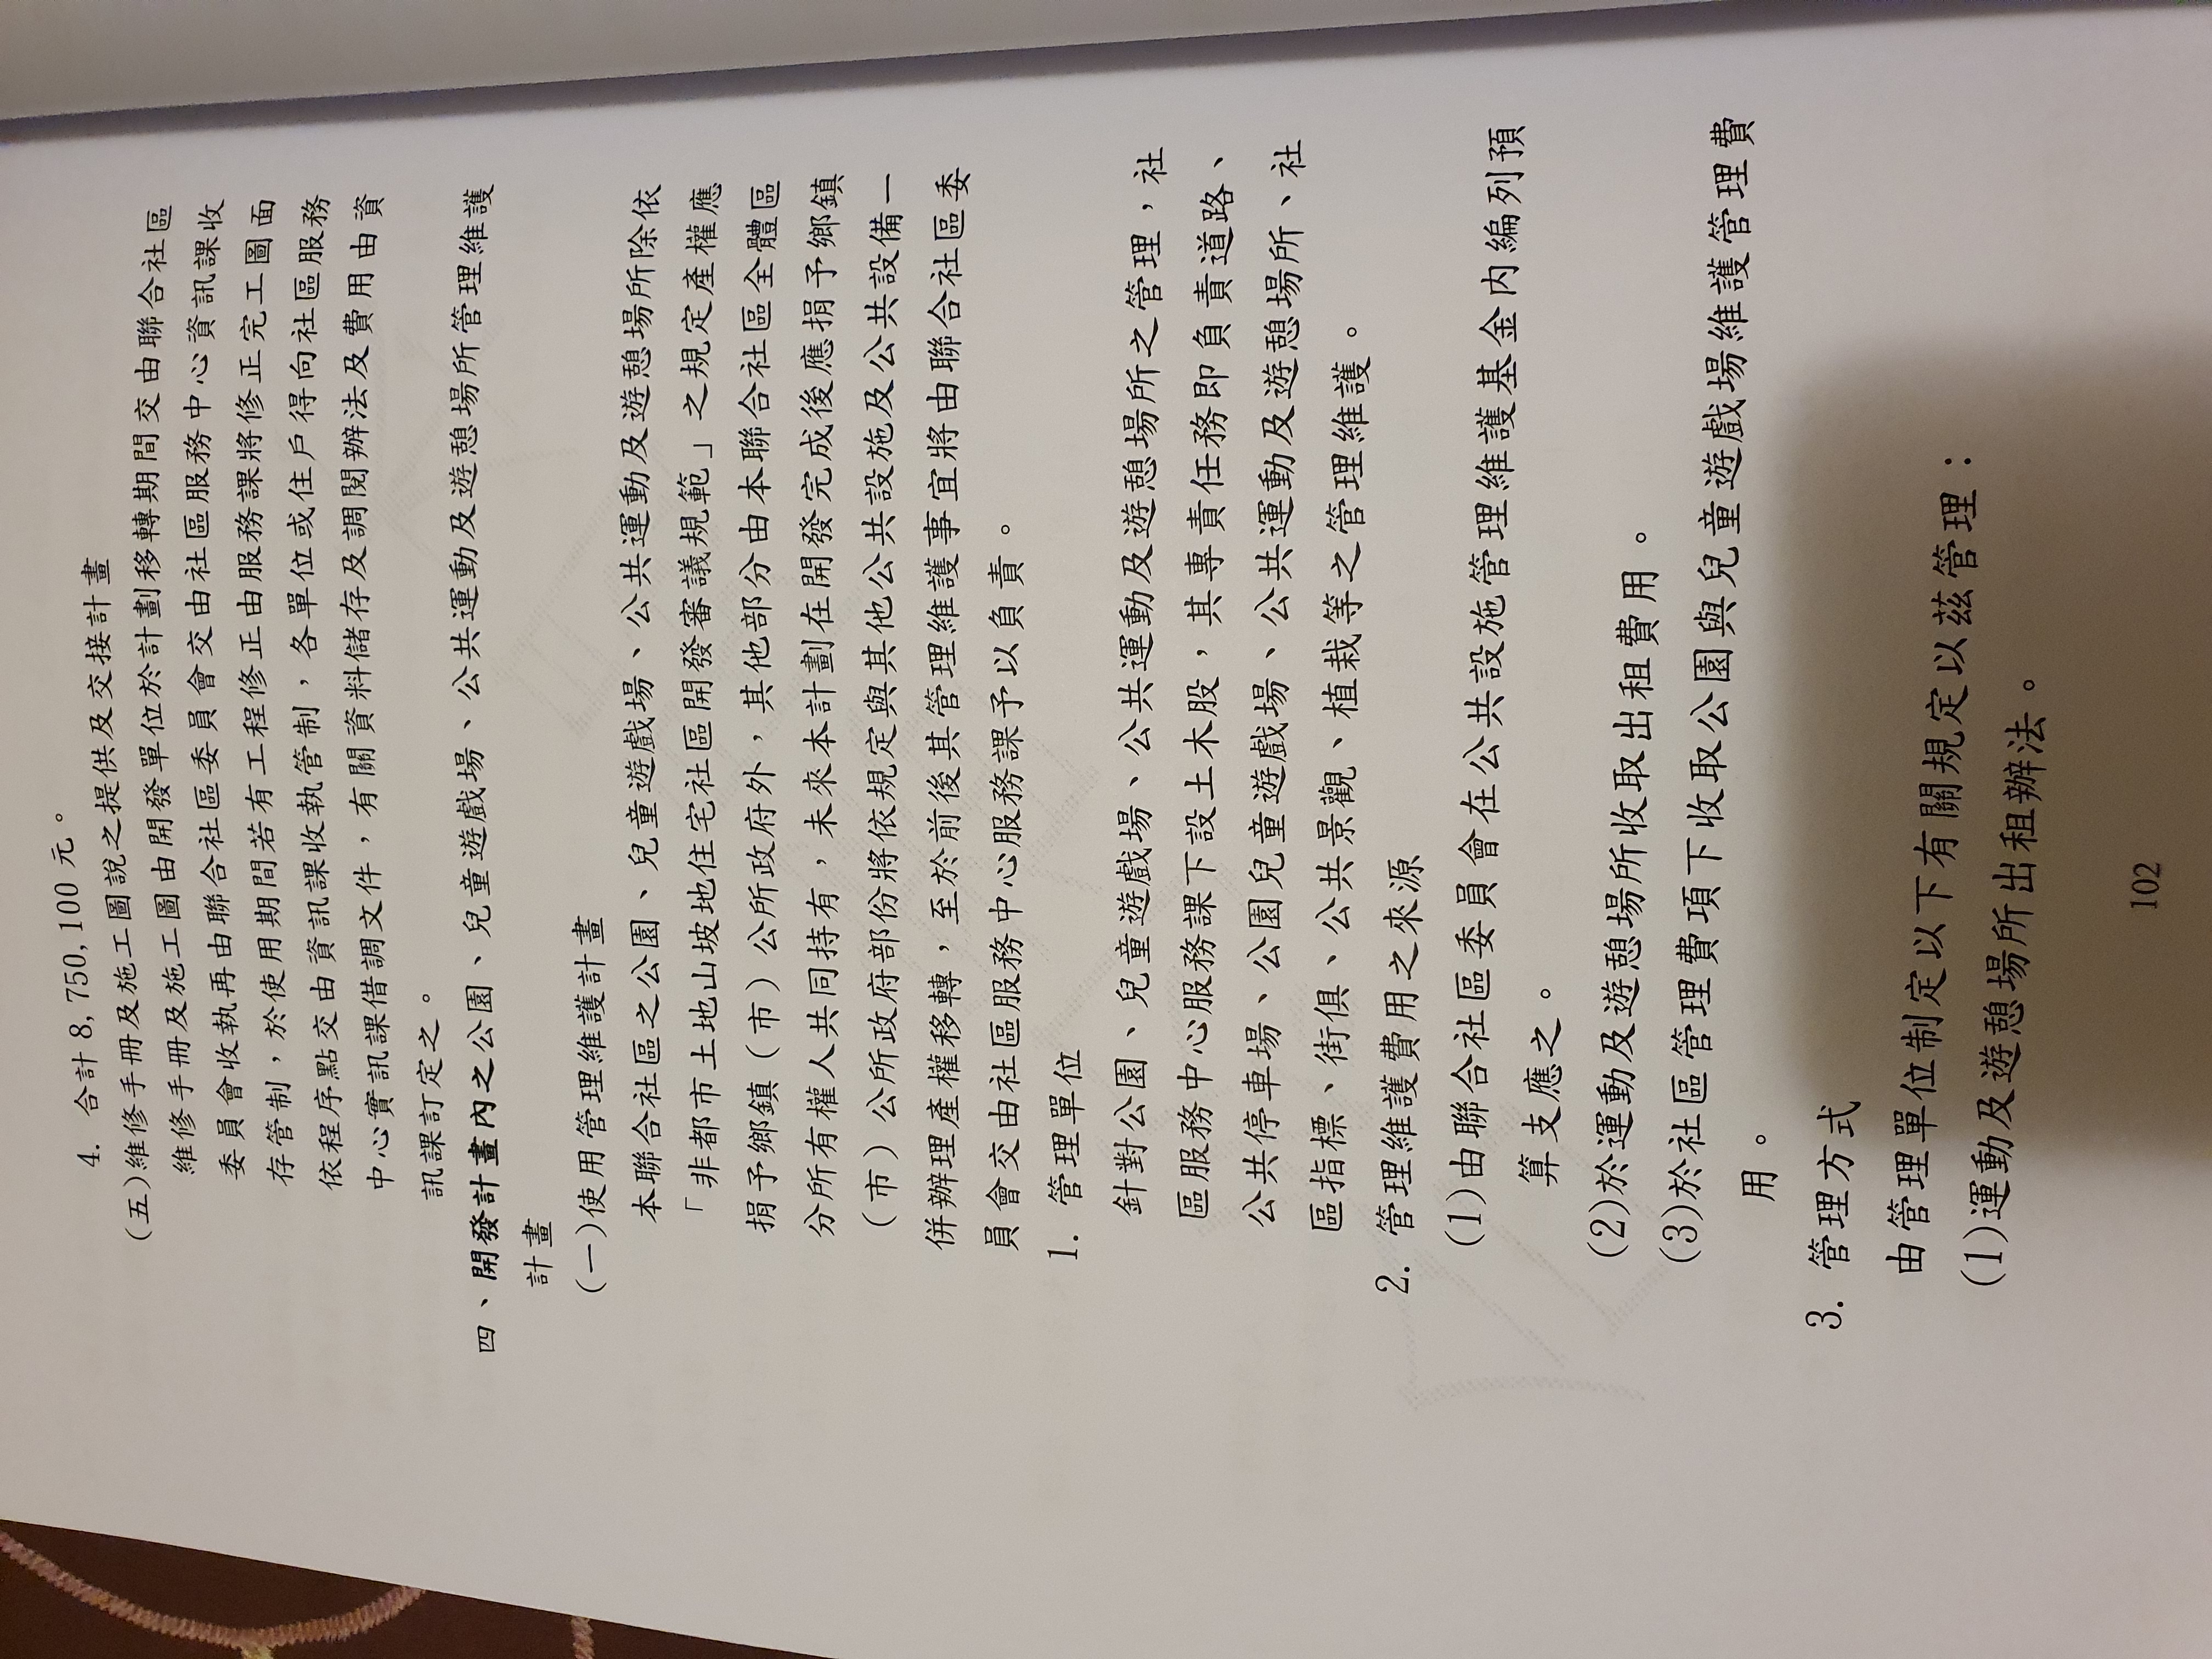 4. 合計 8,750,100 元。
(五)維修手冊及施工圖說之提供及交接計畫
維修手冊及施工圖由開發單位於計劃移轉期間交由聯合社區
委員會收執再由聯合社區委員會交由社區服務中心資訊課收
存管制，於使用期間若有工程修正由服務課將修正完工圖面
依程序點交由資訊課收執管制，各單位或住戶得向社區服務
中心實訊課借調文件，有關資料儲存及調閱辦法及費用由資
訊課訂定之。
四、開發計畫內之公園、兒童遊戲場、公共運動及遊憩場所管理維護
計畫
(一)使用管理維護計畫
本聯合社區之公園、兒童遊戲場、公共運動及遊憩場所除依
「非都市土地山坡地住宅社區開發審議規範」之規定產權應
捐予鄉鎮（市）公所政府外，其他部分由本聯合社區全體區
分所有權人共同持有，未來本計劃在開發完成後應捐予鄉鎮
（市）公所政府部份將依規定與其他公共設施及公共設備一
併辦理產權移轉，至於前後其管理維護事宜將由聯合社區委
員會交由社區服務中心服務課予以負責。
1. 管理單位
針對公園、兒童遊戲場、公共運動及遊憩場所之管理，社
區服務中心服務課下設土木股，其專責任務即負責道路、
公共停車場、公園兒童遊戲場、公共運動及遊憩場所、社
區指標、街俱、公共景觀、植栽等之管理維護。
2. 管理維護費用之來源
(1)由聯合社區委員會在公共設施管理維護基金內編列預
算支應之。
(2)於運動及遊憩場所收取出租費用。
(3)於社區管理費項下收取公園與兒童遊戲場維護管理費
用。
3. 管理方式
由管理單位制定以下有關規定以茲管理：
(1)運動及遊憩場所出租辦法。
102